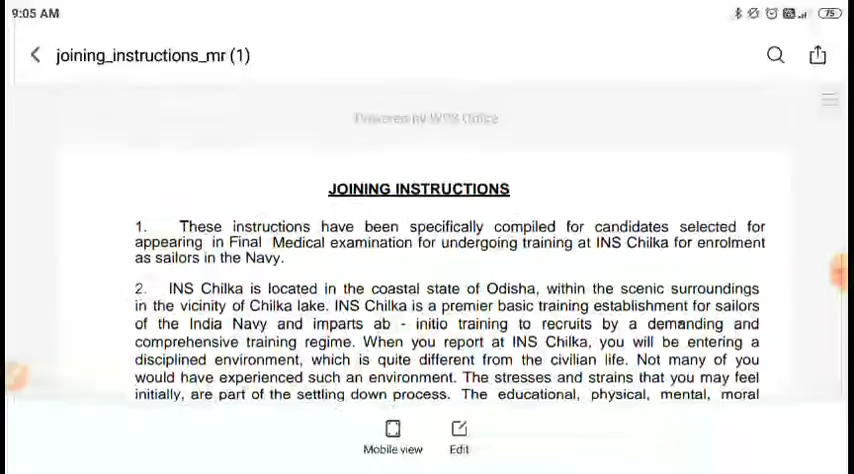 9:05 AM
75
joining_instructions_mr (1)
Powered by WPS Office
JOINING INSTRUCTIONS
1. These instructions have been specifically compiled for candidates selected for
appearing in Final Medical examination for undergoing training at INS Chilka for enrolment
as sailors in the Navy.
2. INS Chilka is located in the coastal state of Odisha, within the scenic surroundings
in the vicinity of Chilka lake. INS Chilka is a premier basic training establishment for sailors
of the India Navy and imparts ab - initio training to recruits by a demanding and
comprehensive training regime. When you report at INS Chilka, you will be entering a
disciplined environment, which is quite different from the civilian life. Not many of you
would have experienced such an environment. The stresses and strains that you may feel
initially, are part of the settling down process. The educational, physical, mental, moral
Mobile view
Edit